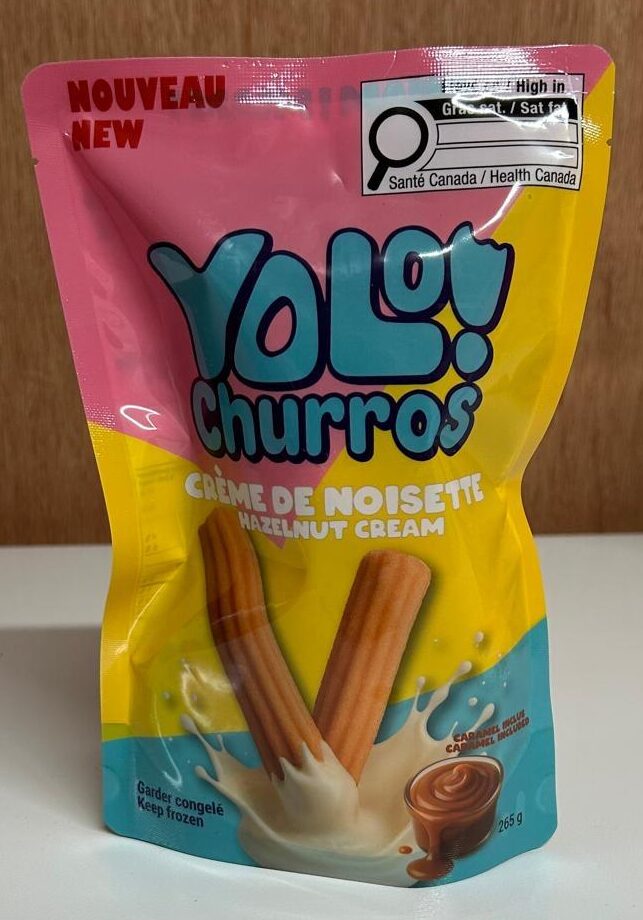 NOUVEAU
NEW
High in
Gras sat. / Sat fat
Santé Canada / Health Canada
YOLO!
Churros
CRÈME DE NOISETTE
HAZELNUT CREAM
CARAMEL INCLUS
CARAMEL INCLUDED
Garder congelé
Keep frozen
265 g